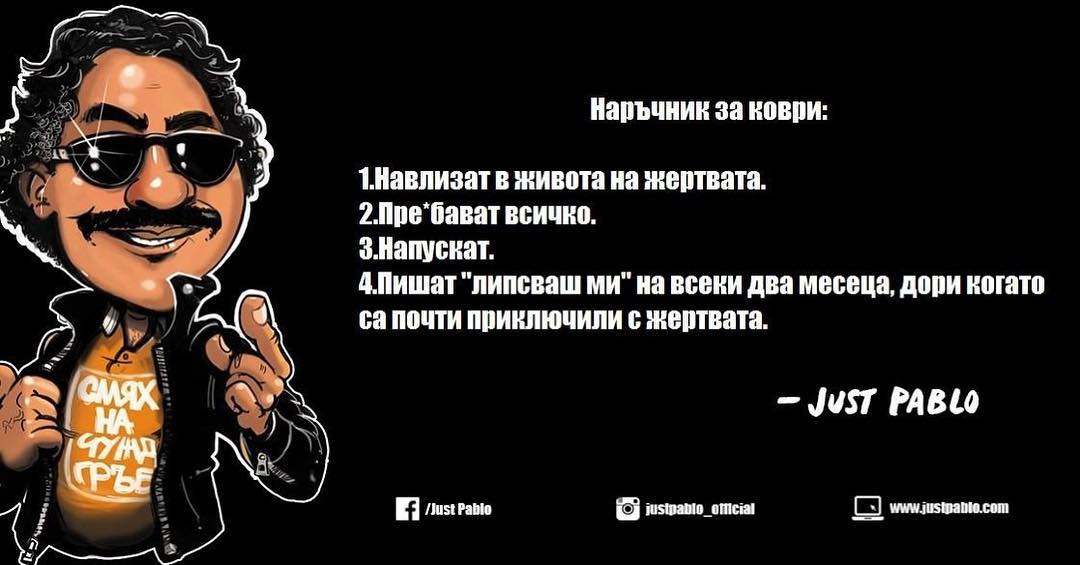 Наръчник за коври:
1.Навлизат в живота на жертвата.
2.Пре*бават всичко.
3.Напускат.
4.Пишат "липсваш ми" на всеки два месеца, дори когато
са почти приключили с жертвата.
– JUST PABLO
СМЯХ
НА
ЧУЖД
ГРЪБ
/Just Pablo
justpablo_official
www.justpablo.com